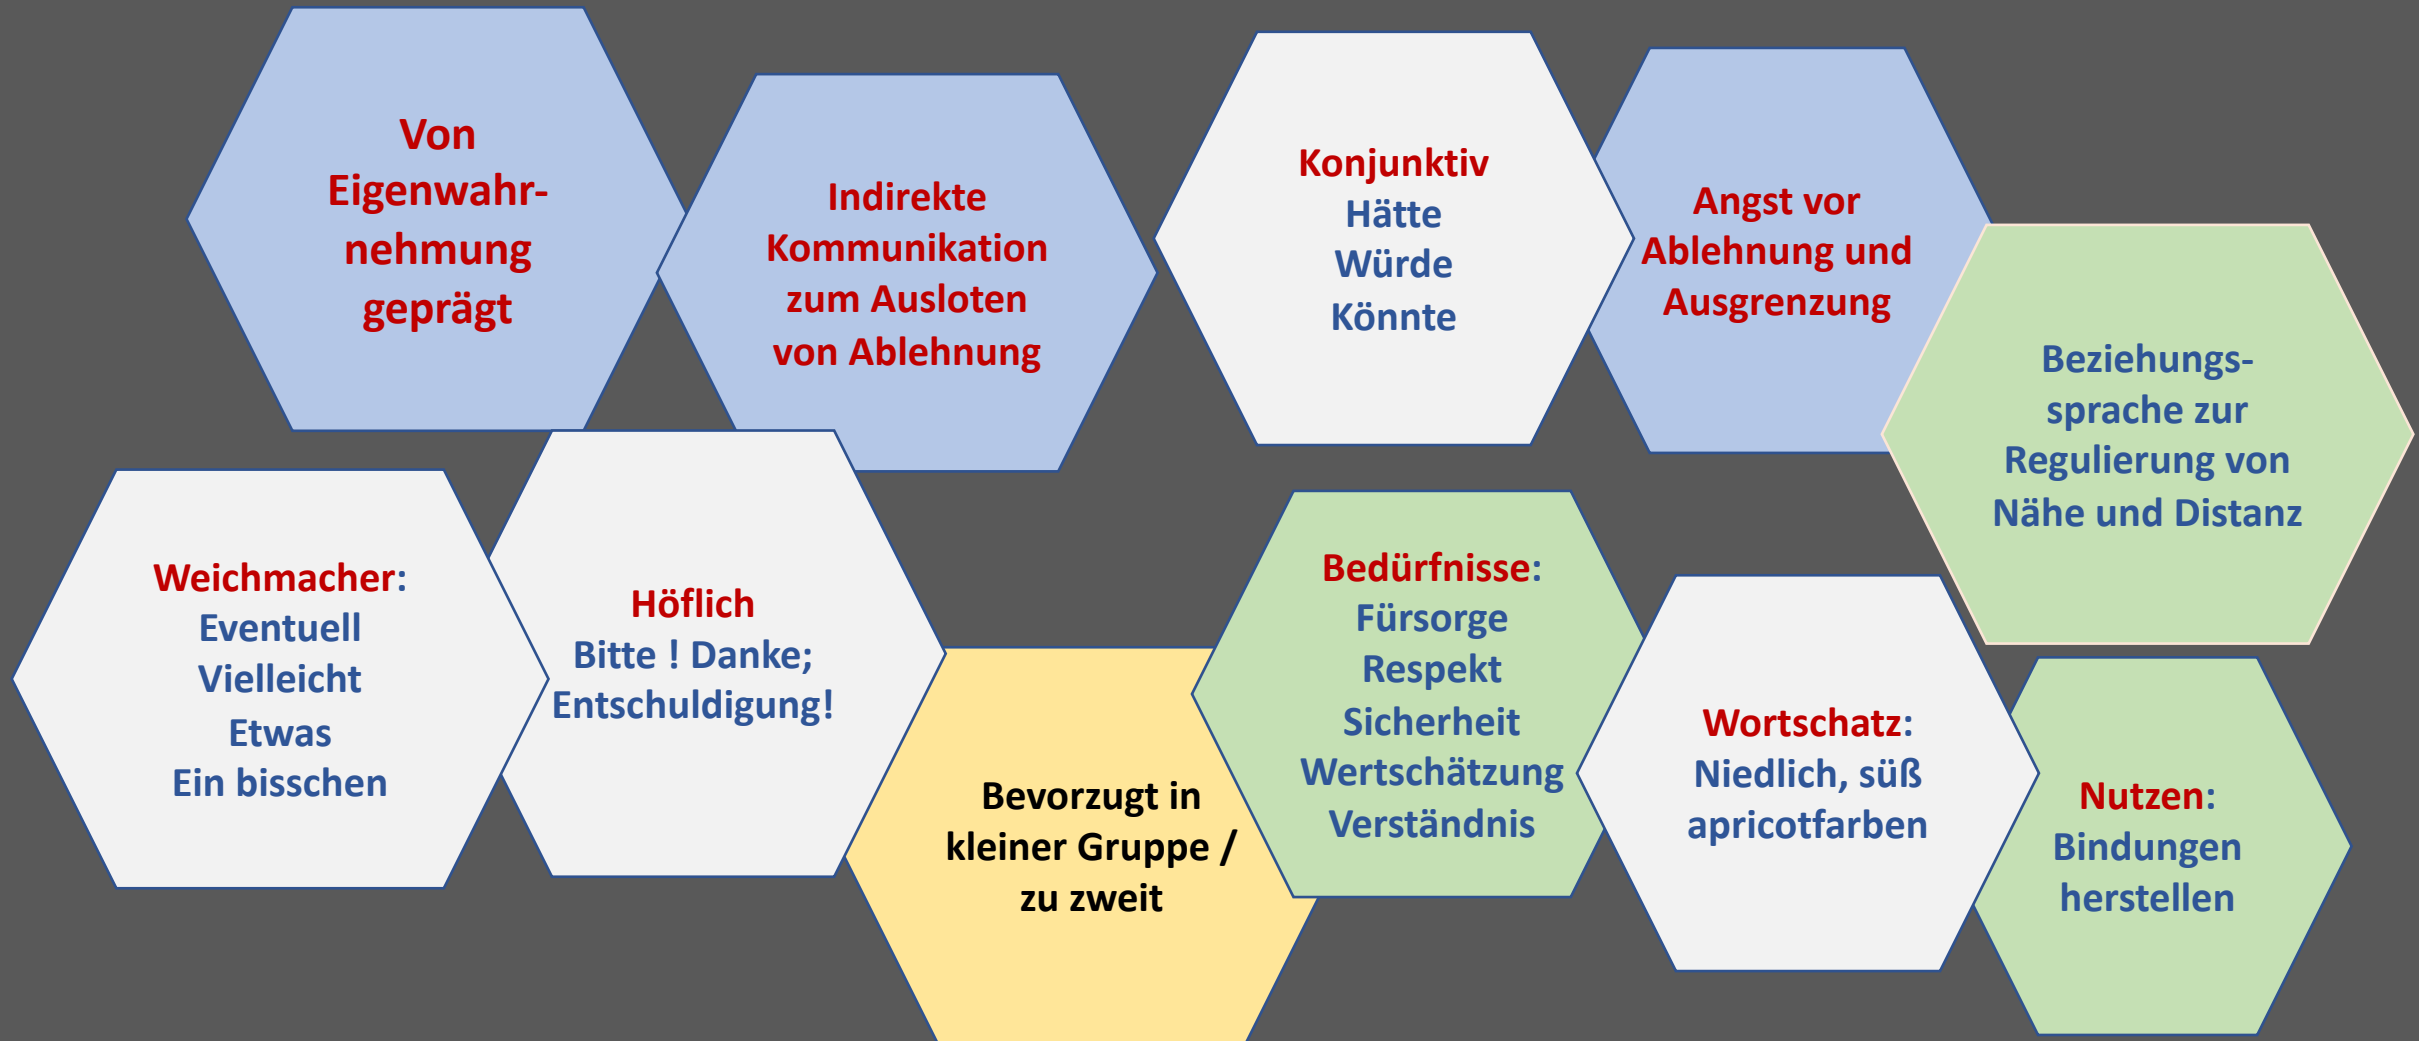 Von
Eigenwahr-
nehmung
geprägt
Indirekte
Kommunikation
zum Ausloten
von Ablehnung
Konjunktiv
Hätte
Würde
Könnte
Angst vor
Ablehnung und
Ausgrenzung
Beziehungs-
sprache zur
Regulierung von
Nähe und Distanz
Weichmacher:
Eventuell
Vielleicht
Etwas
Ein bisschen
Höflich
Bitte ! Danke;
Entschuldigung!
Bevorzugt in
kleiner Gruppe /
zu zweit
Bedürfnisse:
Fürsorge
Respekt
Sicherheit
Wertschätzung
Verständnis
Wortschatz:
Niedlich, süß
apricotfarben
Nutzen:
Bindungen
herstellen